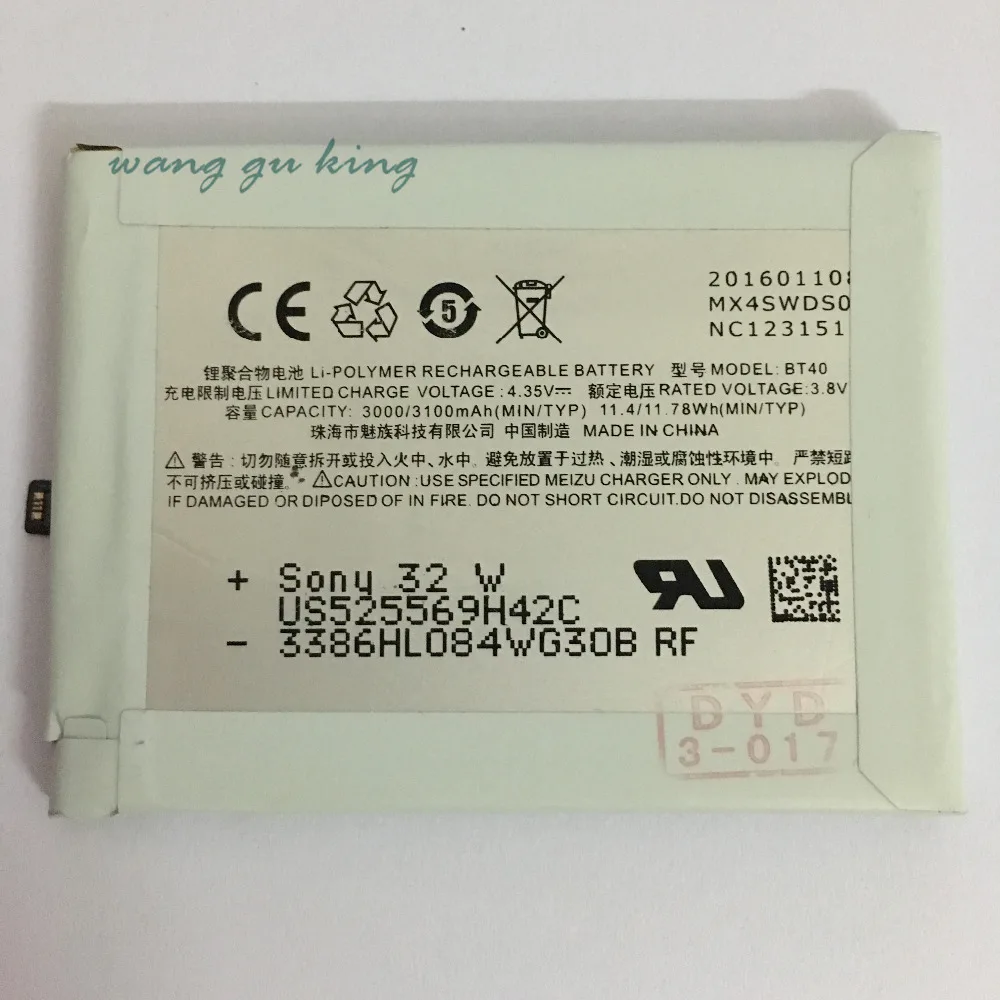 wang gu king
CE
5
20160110
MX4SWDS0
NC123151
锂聚合物电池 Li-POLYMER RECHARGEABLE BATTERY 型号 MODEL: BT40
充电限制电压 LIMITED CHARGE VOLTAGE : 4.35V⎓ 额定电压 RATED VOLTAGE:3.8V
容量 CAPACITY: 3000/3100mAh(MIN/TYP) 11.4/11.78Wh(MIN/TYP)
珠海市魅族科技有限公司 中国制造 MADE IN CHINA
⚠ 警告 : 切勿随意拆开或投入火中、水中。避免放置于过热、潮湿或腐蚀性环境中。严禁短
不可挤压或碰撞。 ⚠CAUTION :USE SPECIFIED MEIZU CHARGER ONLY . MAY EXPLOD
IF DAMAGED OR DIPOSED OF IN FIRE. DO NOT SHORT CIRCUIT.DO NOT DISASSEMBL
+ Sony 32 W
US525569H42C
- 3386HL084WG30B RF
RU
DYD
3-017